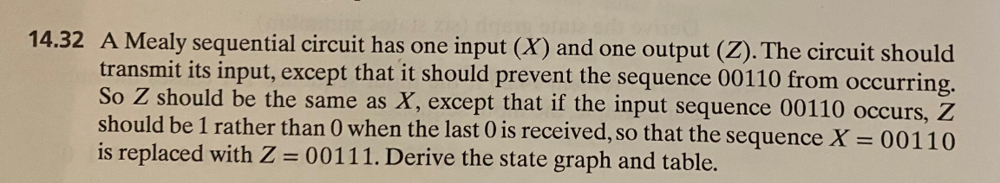 14.32 A Mealy sequential circuit has one input (X) and one output (Z). The circuit should
transmit its input, except that it should prevent the sequence 00110 from occurring.
So Z should be the same as X, except that if the input sequence 00110 occurs, Z
should be 1 rather than 0 when the last 0 is received, so that the sequence X = 00110
is replaced with Z = 00111. Derive the state graph and table.